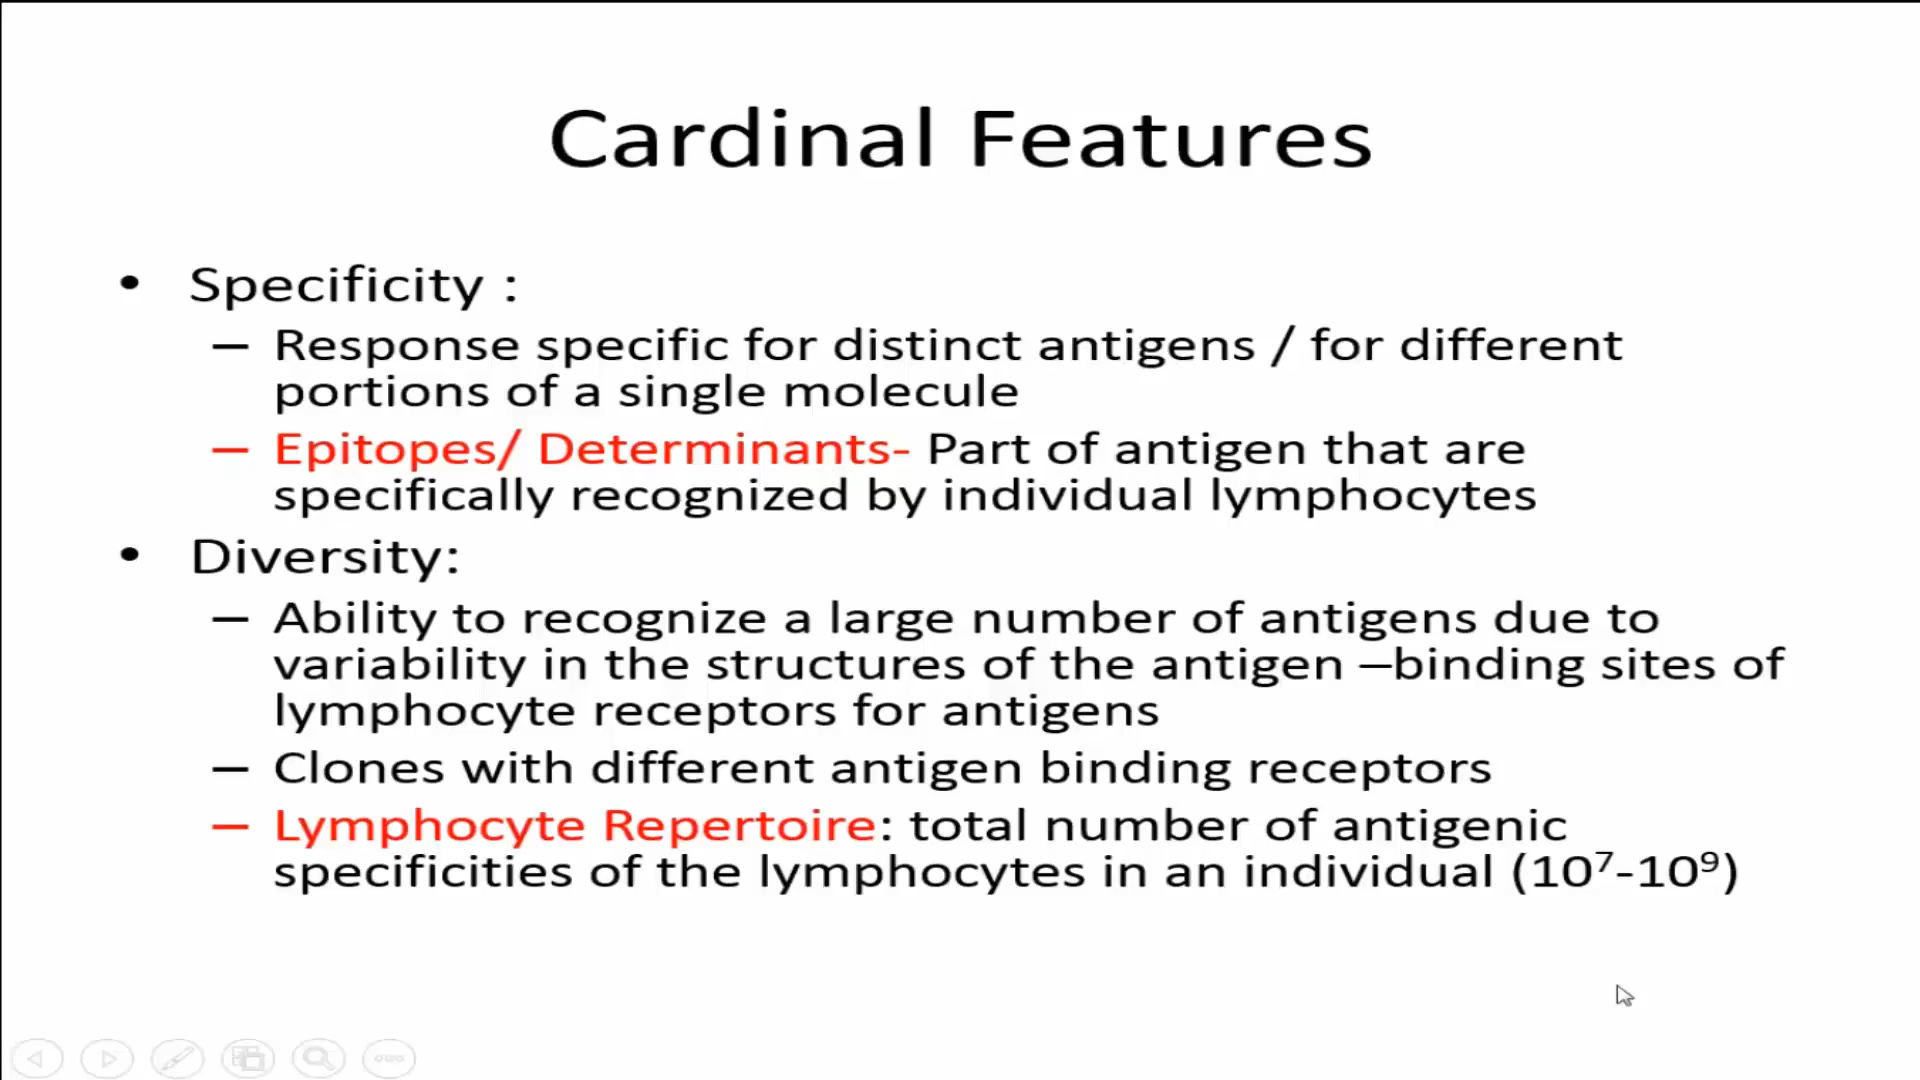 Cardinal Features
• Specificity :
– Response specific for distinct antigens / for different
portions of a single molecule
– Epitopes/ Determinants- Part of antigen that are
specifically recognized by individual lymphocytes
• Diversity:
– Ability to recognize a large number of antigens due to
variability in the structures of the antigen –binding sites of
lymphocyte receptors for antigens
– Clones with different antigen binding receptors
– Lymphocyte Repertoire: total number of antigenic
specificities of the lymphocytes in an individual (10⁷-10⁹)